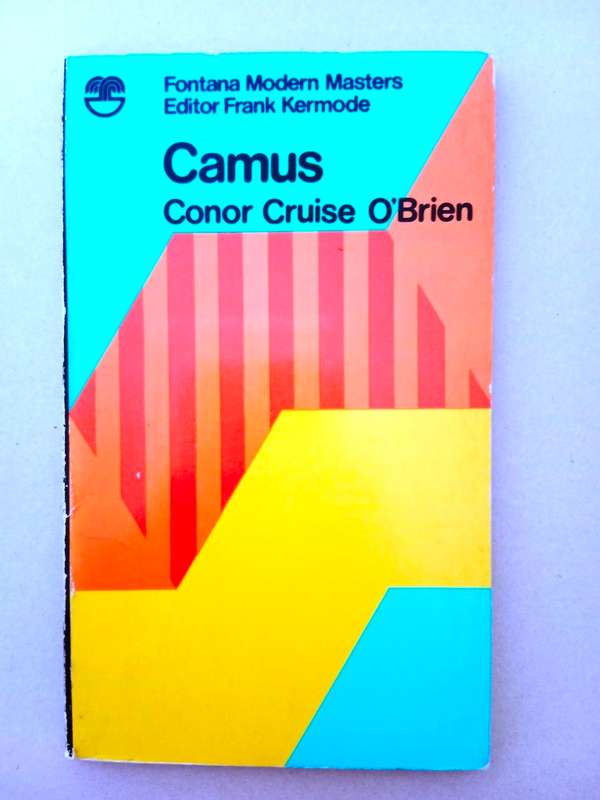 Fontana Modern Masters
Editor Frank Kermode
Camus
Conor Cruise O'Brien